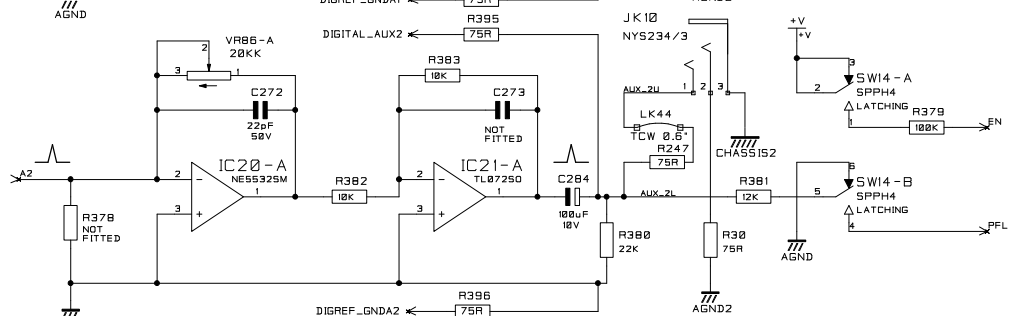 DIGREF_GNDA1
75R
AGND
R395
DIGITAL_AUX2
75R
JK10
NYS234/3
+V
+V
VR86-A
20KK
2
3
1
R383
10K
C272
22pF
50V
C273
NOT
FITTED
AUX_2U
1
2
3
LK44
TCW 0.6"
R247
75R
CHASSIS2
3
2
1
SW14-A
SPPH4
LATCHING
R379
100K
EN
A2
R378
NOT
FITTED
IC20-A
NE5532SM
2
3
1
R382
10K
IC21-A
TL072SO
2
3
1
C284
100uF
10V
AUX_2L
R380
22K
R30
75R
AGND2
R381
12K
6
5
4
SW14-B
SPPH4
LATCHING
AGND
PFL
R396
DIGREF_GNDA2
75R